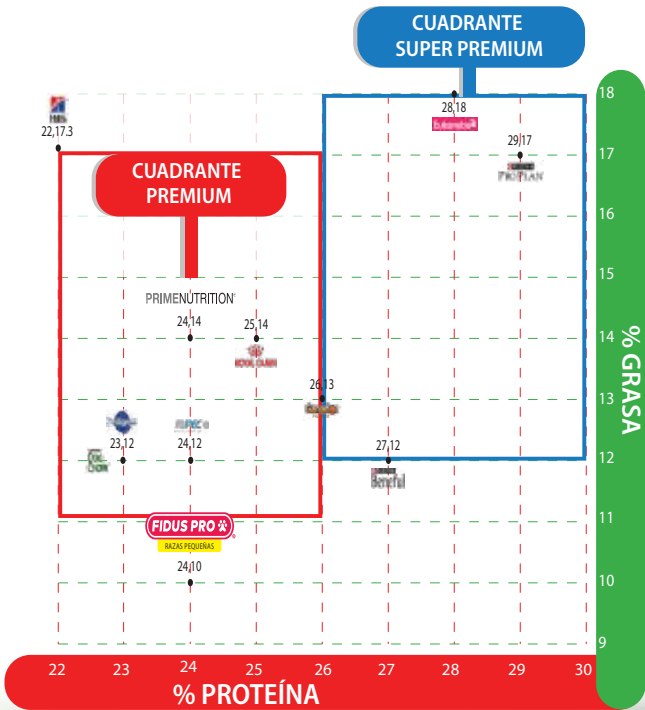 CUADRANTE
SUPER PREMIUM
18
28,18
Hill's
22,17.3
29,17
17
PRO PLAN
CUADRANTE
PREMIUM
16
15
PRIMENUTRITION
24,14
25,14
14
ROYAL CANIN
26,13
13
23,12
24,12
27,12
12
DOG
CHOW
Beneful
11
FIDUS PRO
RAZAS PEQUEÑAS
24,10
10
9
% GRASA
22
23
24
25
26
27
28
29
30
% PROTEÍNA